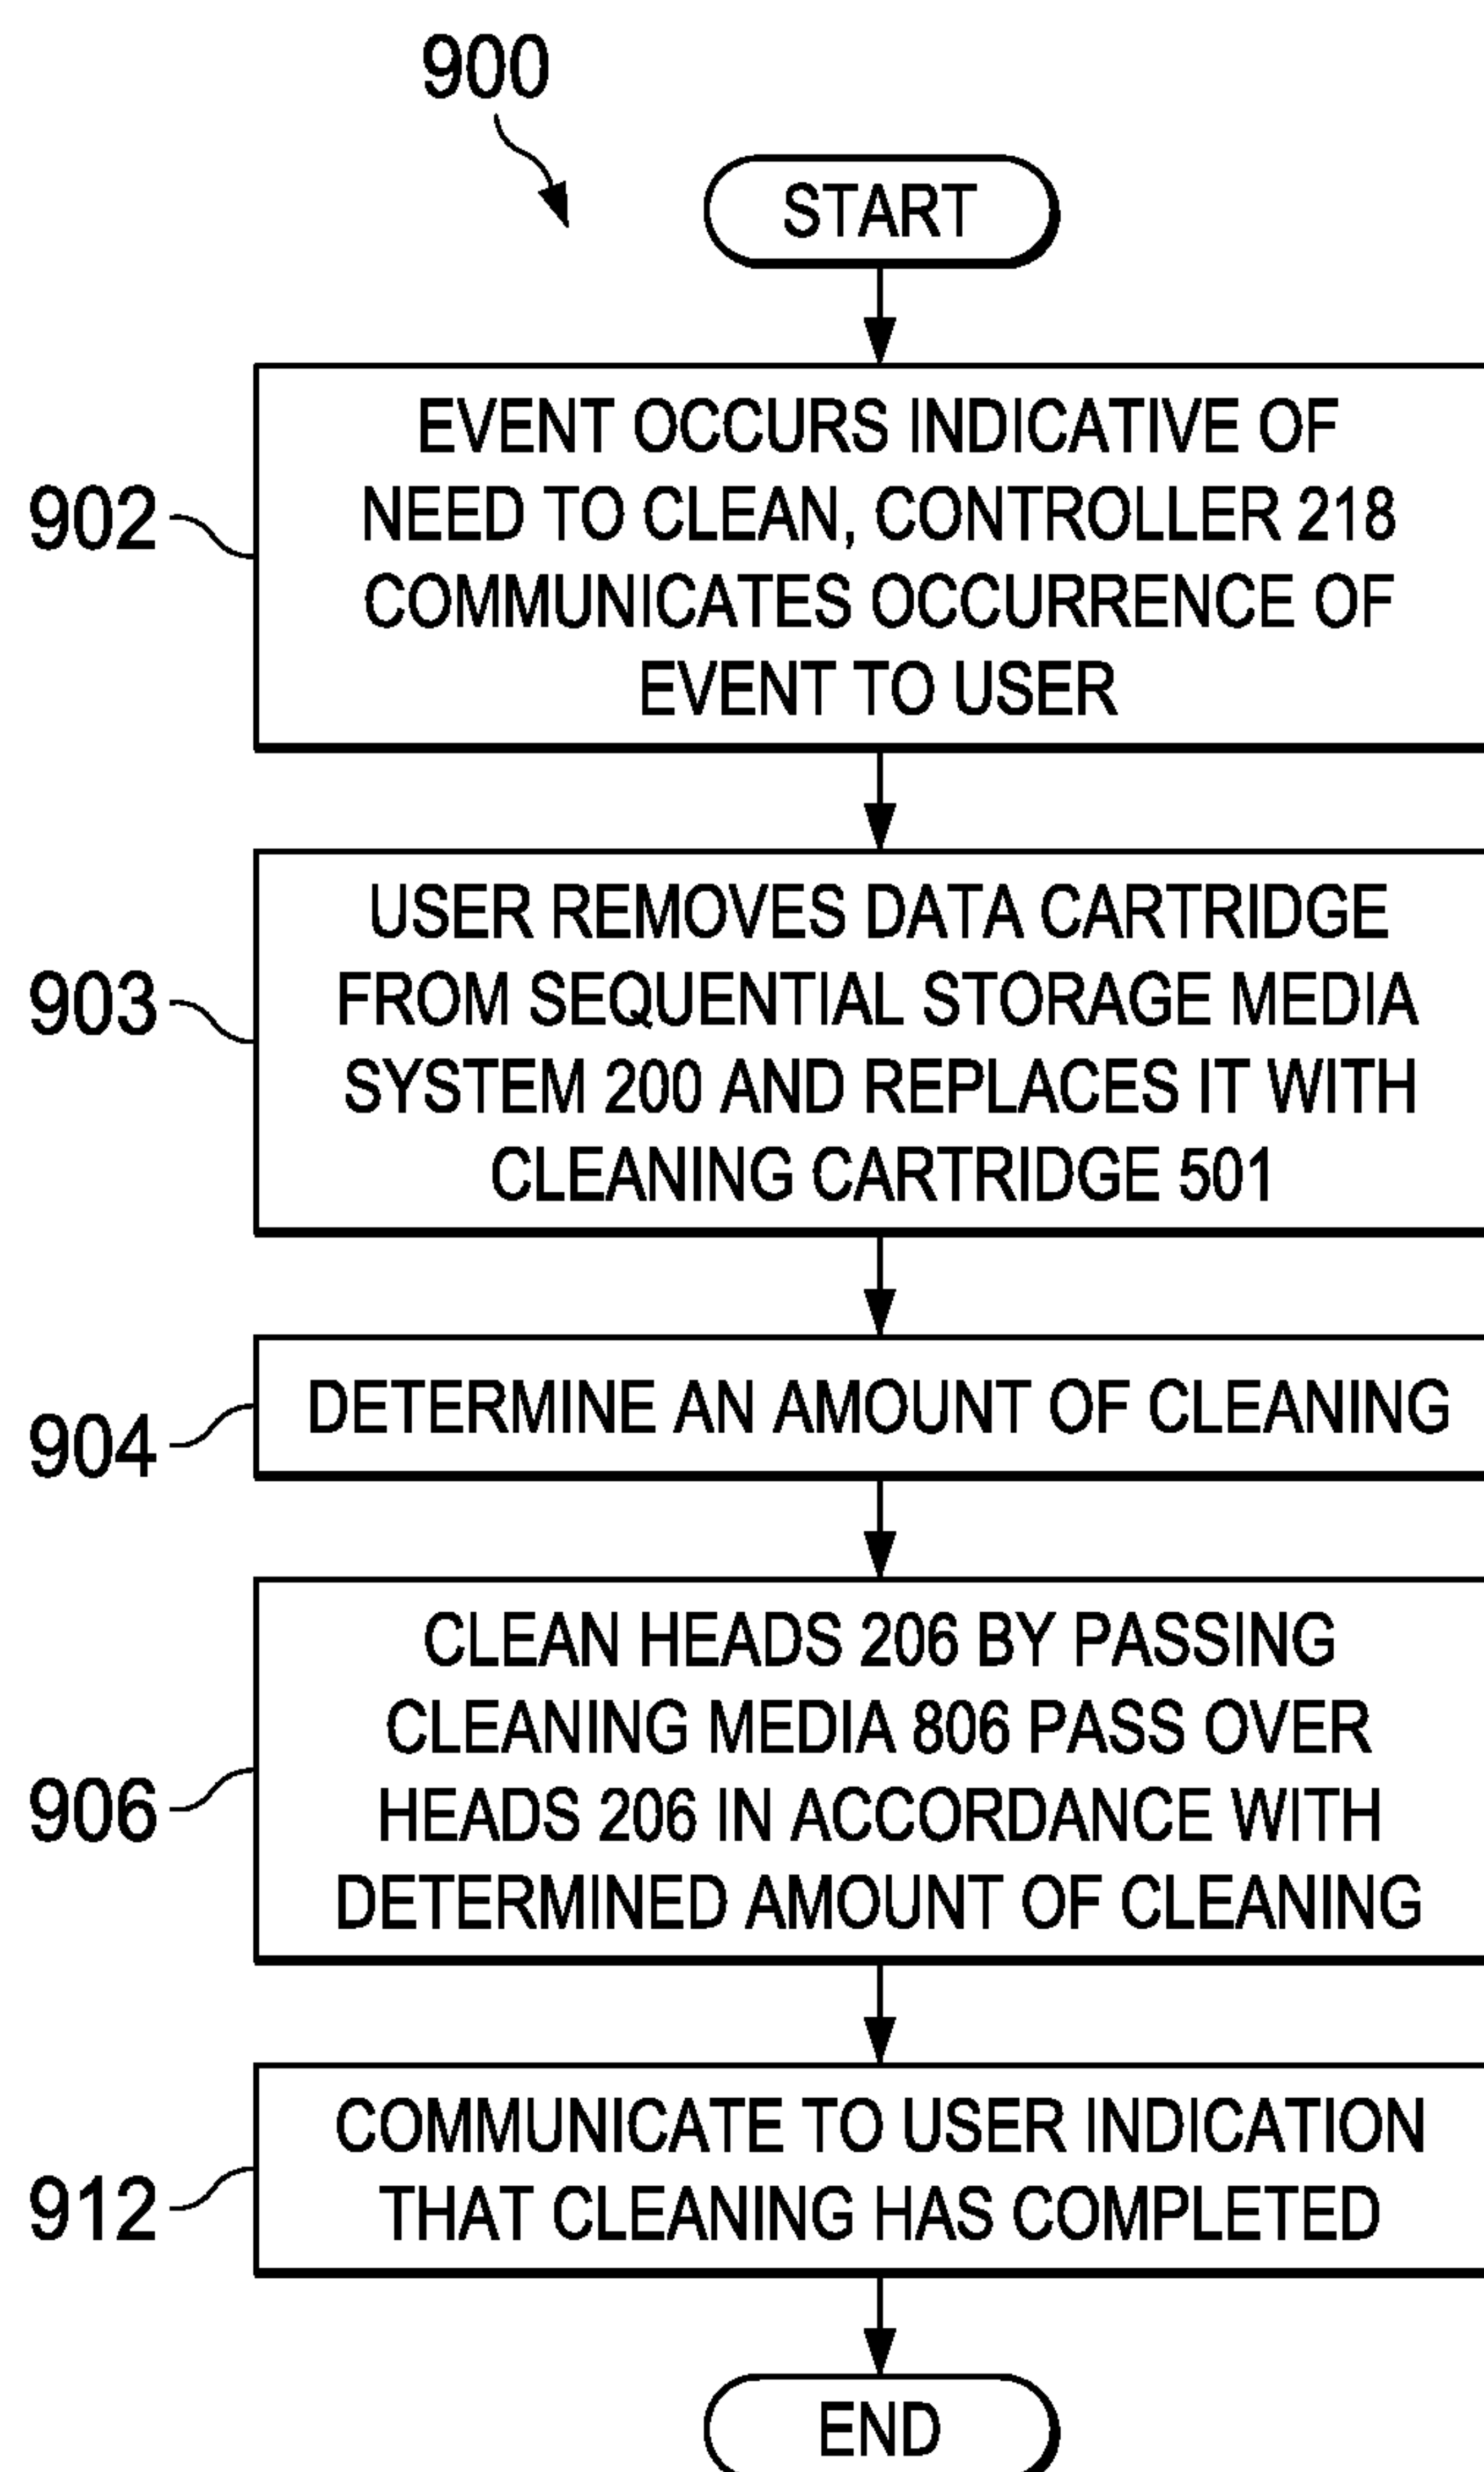 900
START
902
EVENT OCCURS INDICATIVE OF
NEED TO CLEAN, CONTROLLER 218
COMMUNICATES OCCURRENCE OF
EVENT TO USER
903
USER REMOVES DATA CARTRIDGE
FROM SEQUENTIAL STORAGE MEDIA
SYSTEM 200 AND REPLACES IT WITH
CLEANING CARTRIDGE 501
904
DETERMINE AN AMOUNT OF CLEANING
906
CLEAN HEADS 206 BY PASSING
CLEANING MEDIA 806 PASS OVER
HEADS 206 IN ACCORDANCE WITH
DETERMINED AMOUNT OF CLEANING
912
COMMUNICATE TO USER INDICATION
THAT CLEANING HAS COMPLETED
END